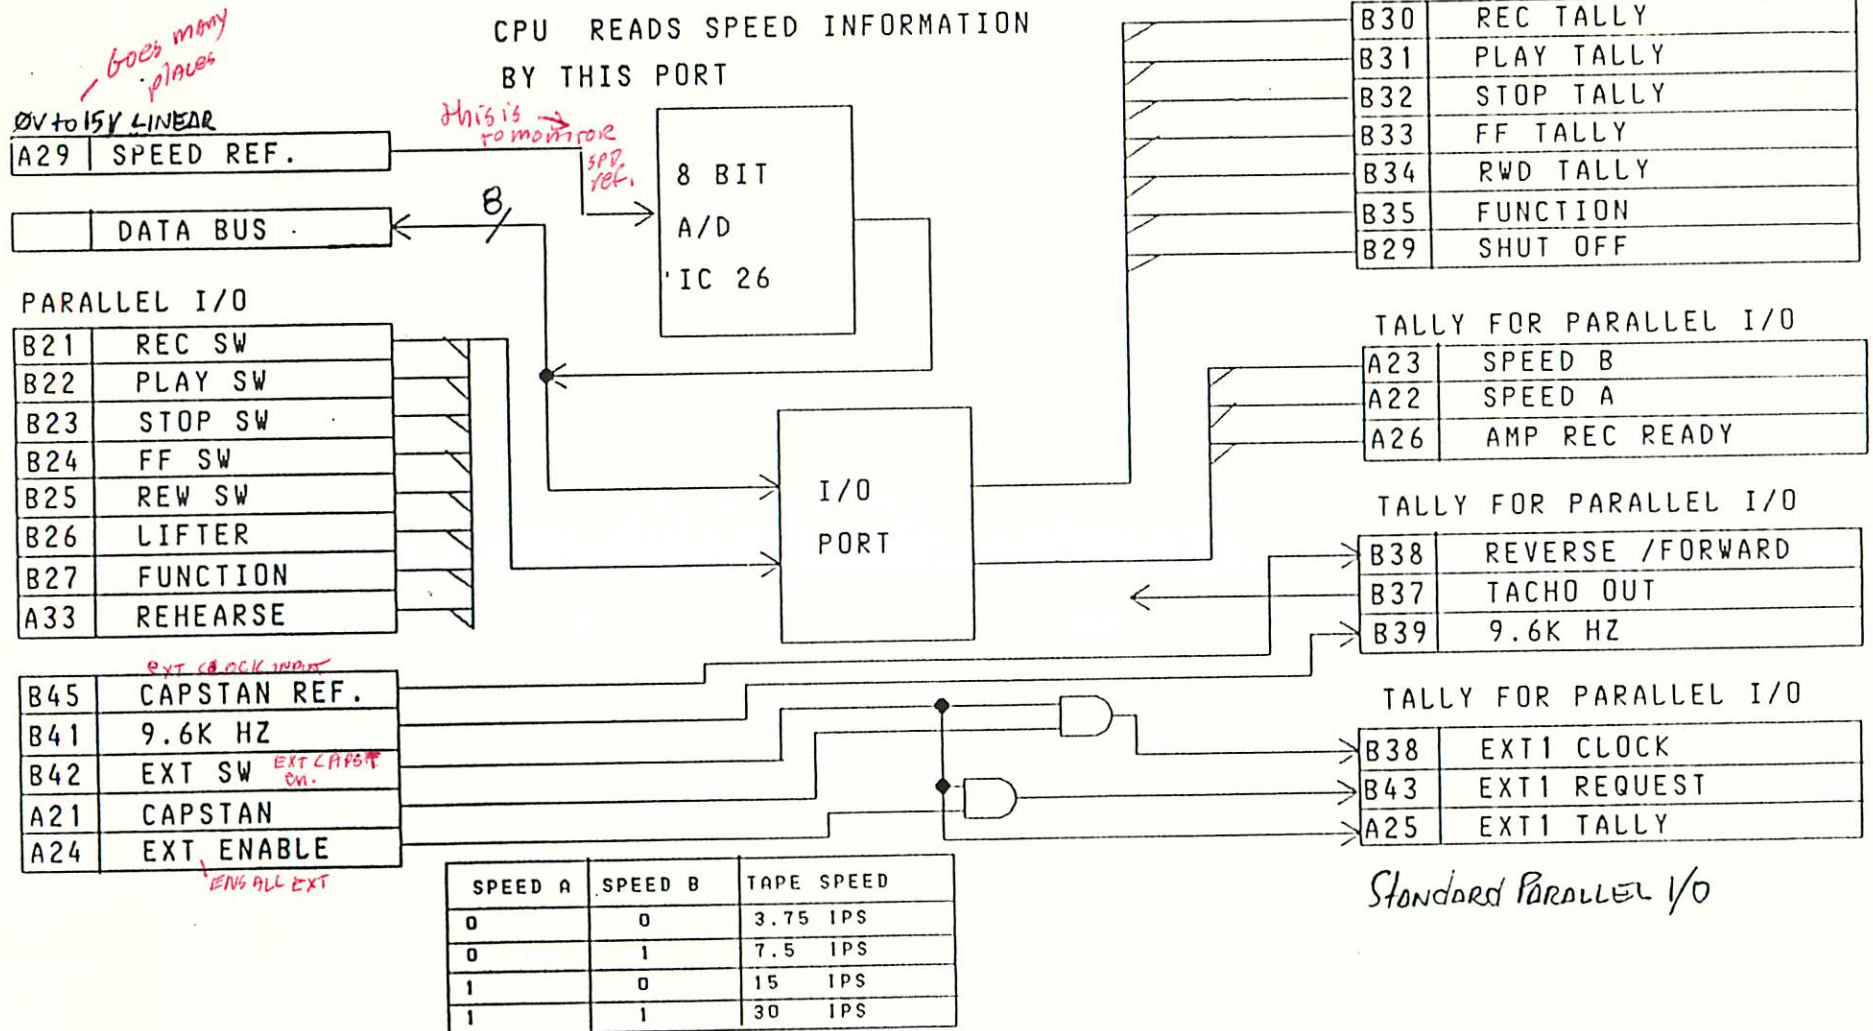 CPU READS SPEED INFORMATION
BY THIS PORT
Goes many
places
ØV to 15V LINEAR
A29 SPEED REF.
this is
to monitor
SPD
ref.
8 BIT
A/D
IC 26
DATA BUS
8
B30 REC TALLY
B31 PLAY TALLY
B32 STOP TALLY
B33 FF TALLY
B34 RWD TALLY
B35 FUNCTION
B29 SHUT OFF
PARALLEL I/O
B21 REC SW
B22 PLAY SW
B23 STOP SW
B24 FF SW
B25 REW SW
B26 LIFTER
B27 FUNCTION
A33 REHEARSE
I/O
PORT
TALLY FOR PARALLEL I/O
A23 SPEED B
A22 SPEED A
A26 AMP REC READY
TALLY FOR PARALLEL I/O
B38 REVERSE /FORWARD
B37 TACHO OUT
B39 9.6K HZ
EXT CLOCK INPUT
B45 CAPSTAN REF.
B41 9.6K HZ
B42 EXT SW
EXT CAPST
en.
A21 CAPSTAN
A24 EXT ENABLE
ENS ALL EXT
TALLY FOR PARALLEL I/O
B38 EXT1 CLOCK
B43 EXT1 REQUEST
A25 EXT1 TALLY
Standard Parallel I/O
SPEED A SPEED B TAPE SPEED
0 0 3.75 IPS
0 1 7.5 IPS
1 0 15 IPS
1 1 30 IPS